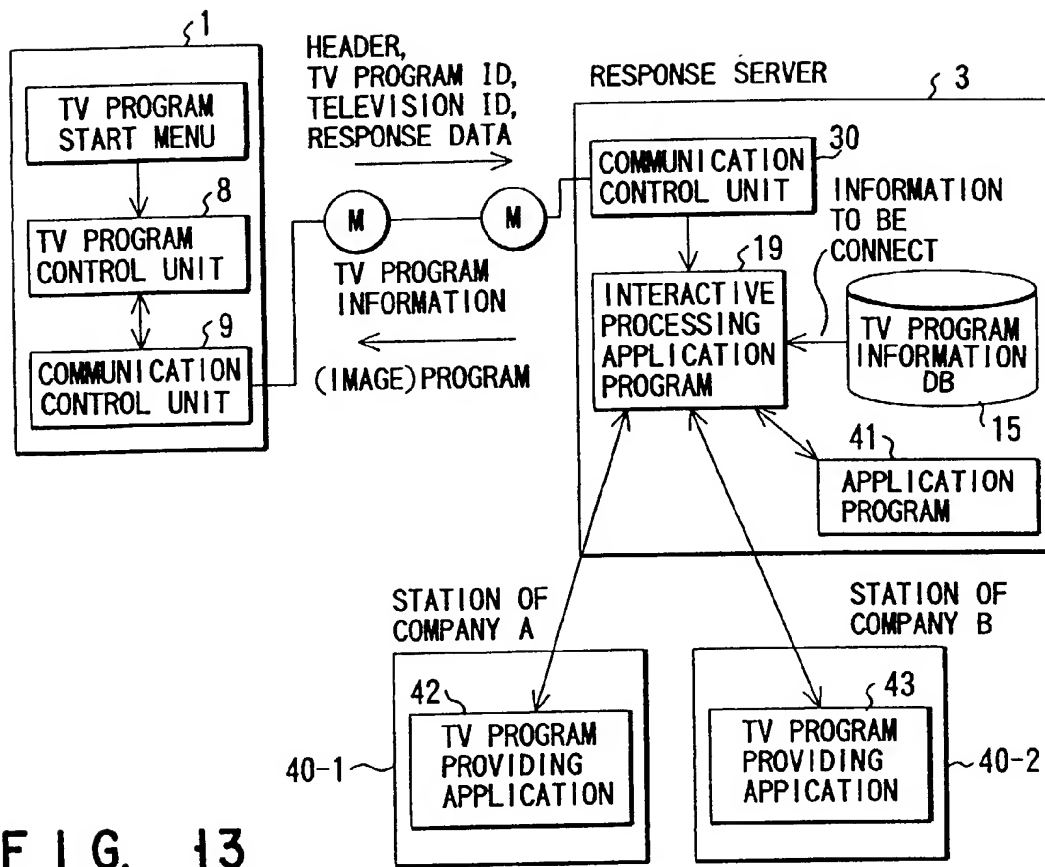 1
TV PROGRAM
START MENU
8
TV PROGRAM
CONTROL UNIT
9
COMMUNICATION
CONTROL UNIT
HEADER,
TV PROGRAM ID,
TELEVISION ID,
RESPONSE DATA
M
M
TV PROGRAM
INFORMATION
(IMAGE)PROGRAM
RESPONSE SERVER
3
30
COMMUNICATION
CONTROL UNIT
INFORMATION
TO BE
CONNECT
19
INTERACTIVE
PROCESSING
APPLICATION
PROGRAM
TV PROGRAM
INFORMATION
DB
15
41
APPLICATION
PROGRAM
STATION OF
COMPANY A
42
TV PROGRAM
PROVIDING
APPLICATION
40-1
STATION OF
COMPANY B
43
TV PROGRAM
PROVIDING
APPICATION
40-2
FIG. 13